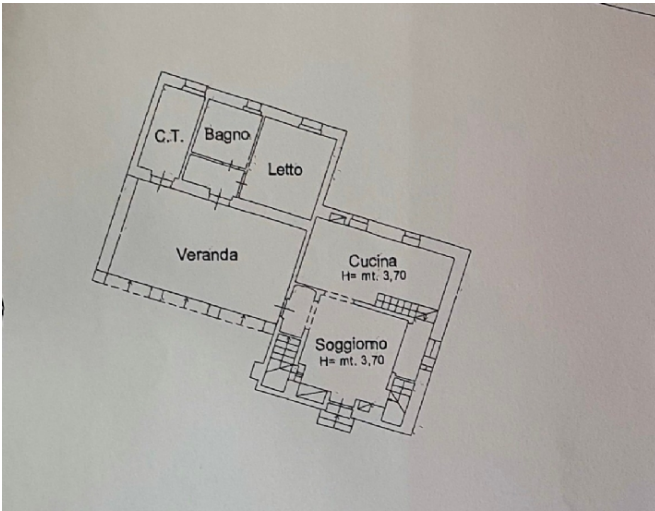 C.T.
Bagno
Letto
Veranda
Cucina
H= mt. 3,70
Soggiorno
H= mt. 3,70